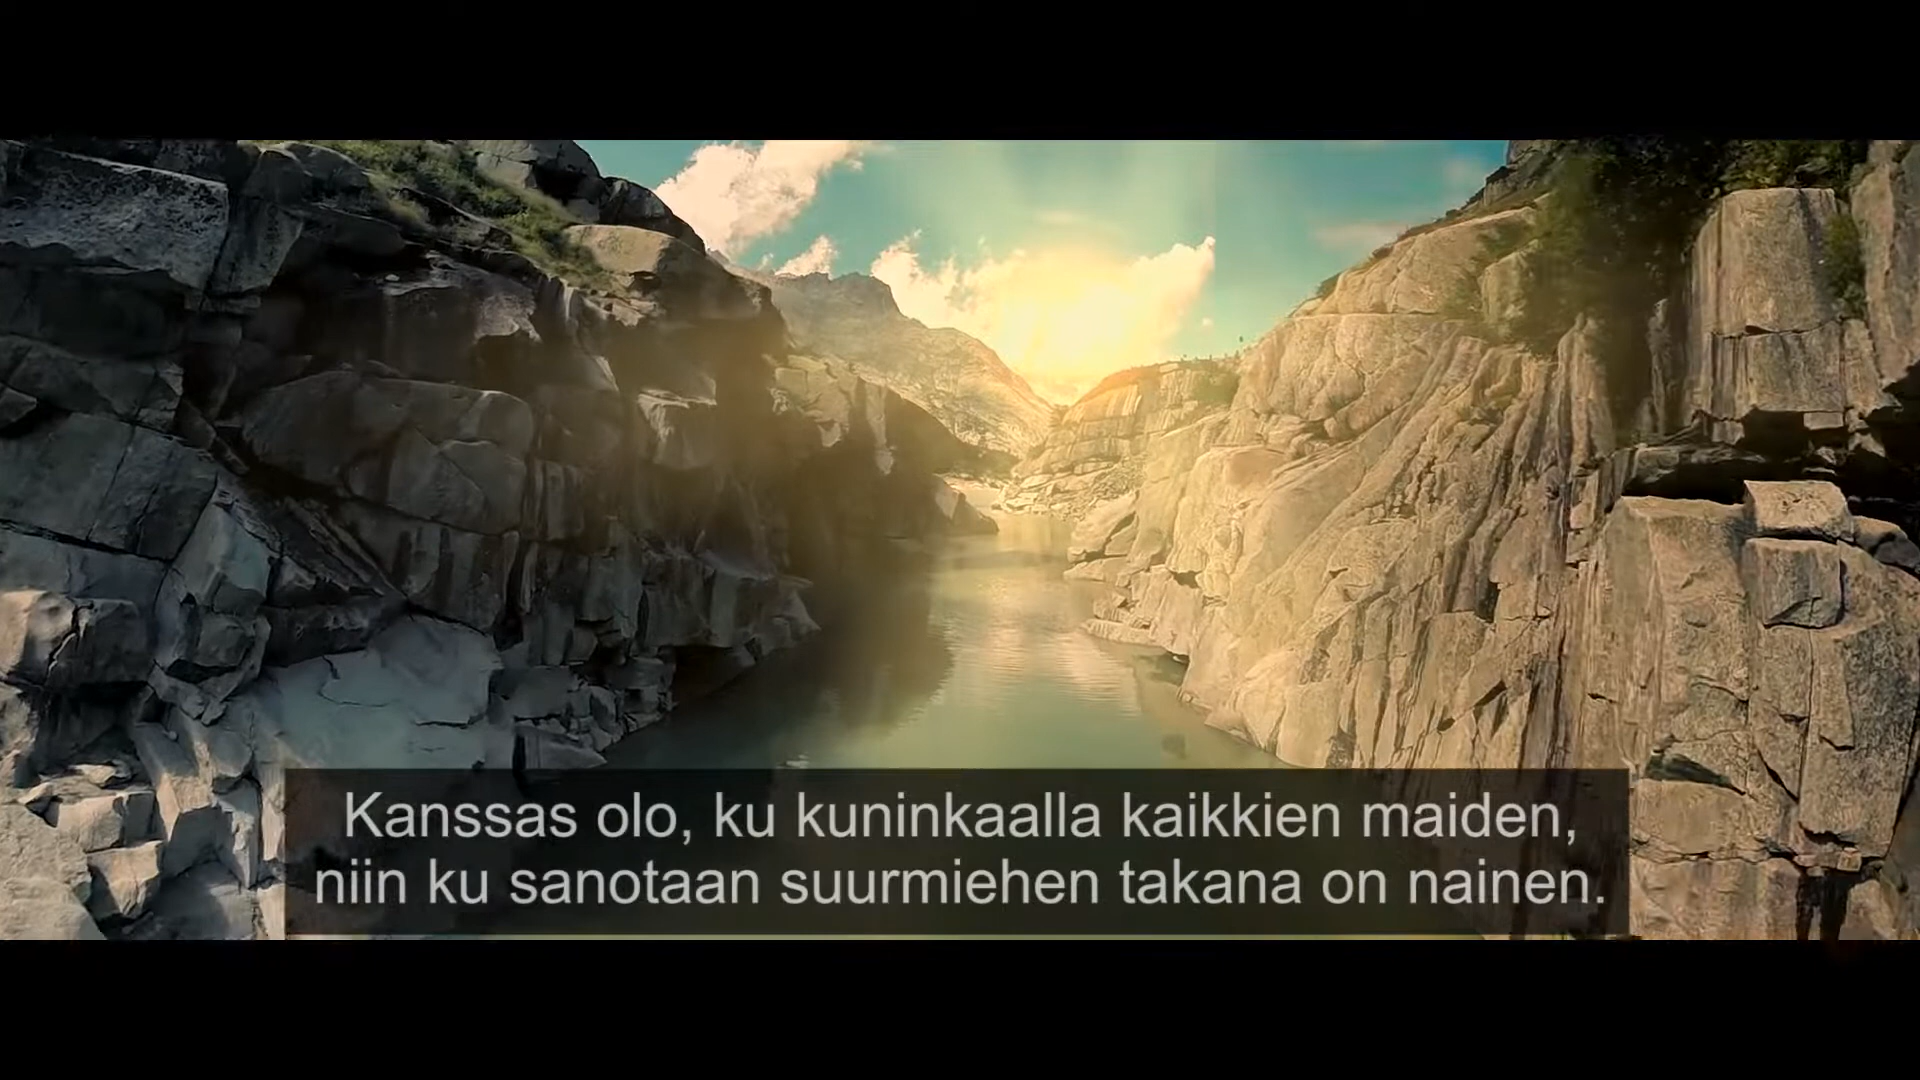 Kanssas olo, ku kuninkaalla kaikkien maiden,
niin ku sanotaan suurmiehen takana on nainen.